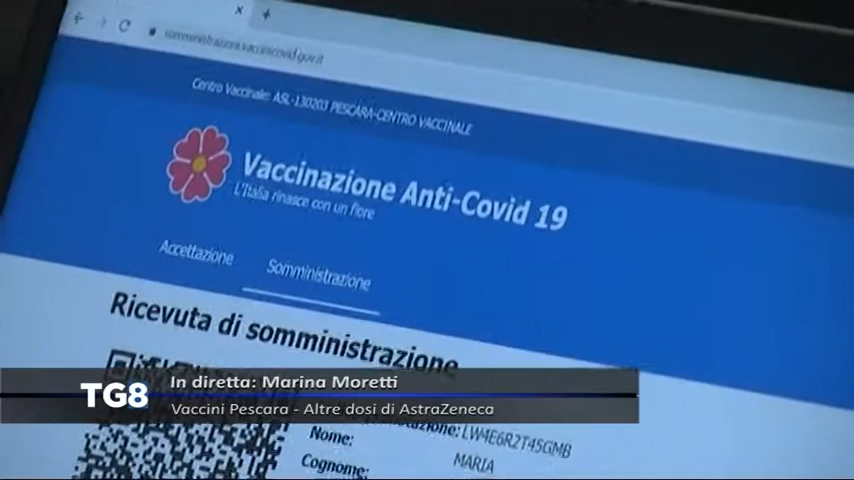 somministrazioni.vaccinicovid.gov.it
Centro Vaccinale: ASL-130203 PESCARA-CENTRO VACCINALE
Vaccinazione Anti-Covid 19
L'Italia rinasce con un fiore
Accettazione
Somministrazione
Ricevuta di somministrazione
TG8
In diretta: Marina Moretti
Vaccini Pescara - Altre dosi di AstraZeneca
LW4E6R2T45GMB
Nome:
MARIA
Cognome: